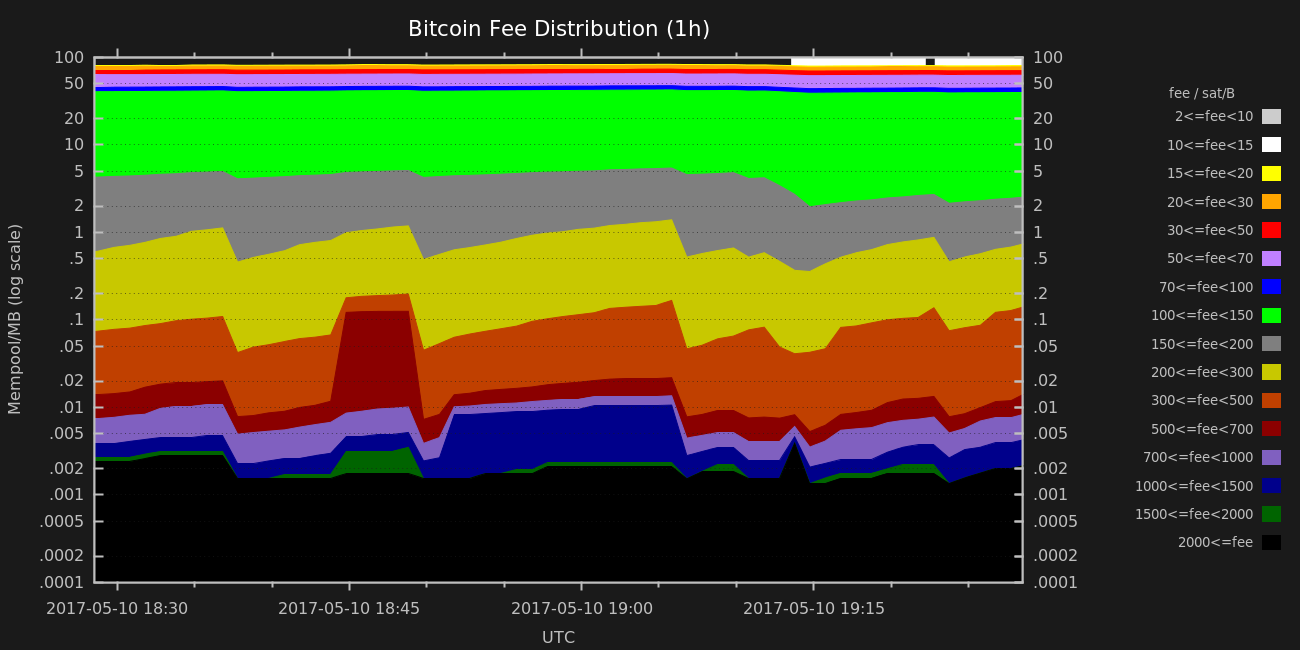 Bitcoin Fee Distribution (1h)
100 100
50 50
20 20
10 10
5 5
2 2
1 1
.5 .5
.2 .2
.1 .1
.05 .05
.02 .02
.01 .01
.005 .005
.002 .002
.001 .001
.0005 .0005
.0002 .0002
.0001 .0001
Mempool/MB (log scale)
2017-05-10 18:30 2017-05-10 18:45 2017-05-10 19:00 2017-05-10 19:15
UTC
fee / sat/B
2<=fee<10
10<=fee<15
15<=fee<20
20<=fee<30
30<=fee<50
50<=fee<70
70<=fee<100
100<=fee<150
150<=fee<200
200<=fee<300
300<=fee<500
500<=fee<700
700<=fee<1000
1000<=fee<1500
1500<=fee<2000
2000<=fee